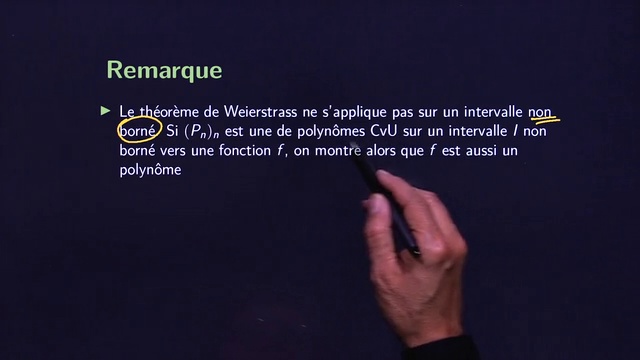 Remarque
Le théorème de Weierstrass ne s'applique pas sur un intervalle non
borné. Si (Pn)n est une de polynômes CvU sur un intervalle I non
borné vers une fonction f, on montre alors que f est aussi un
polynôme